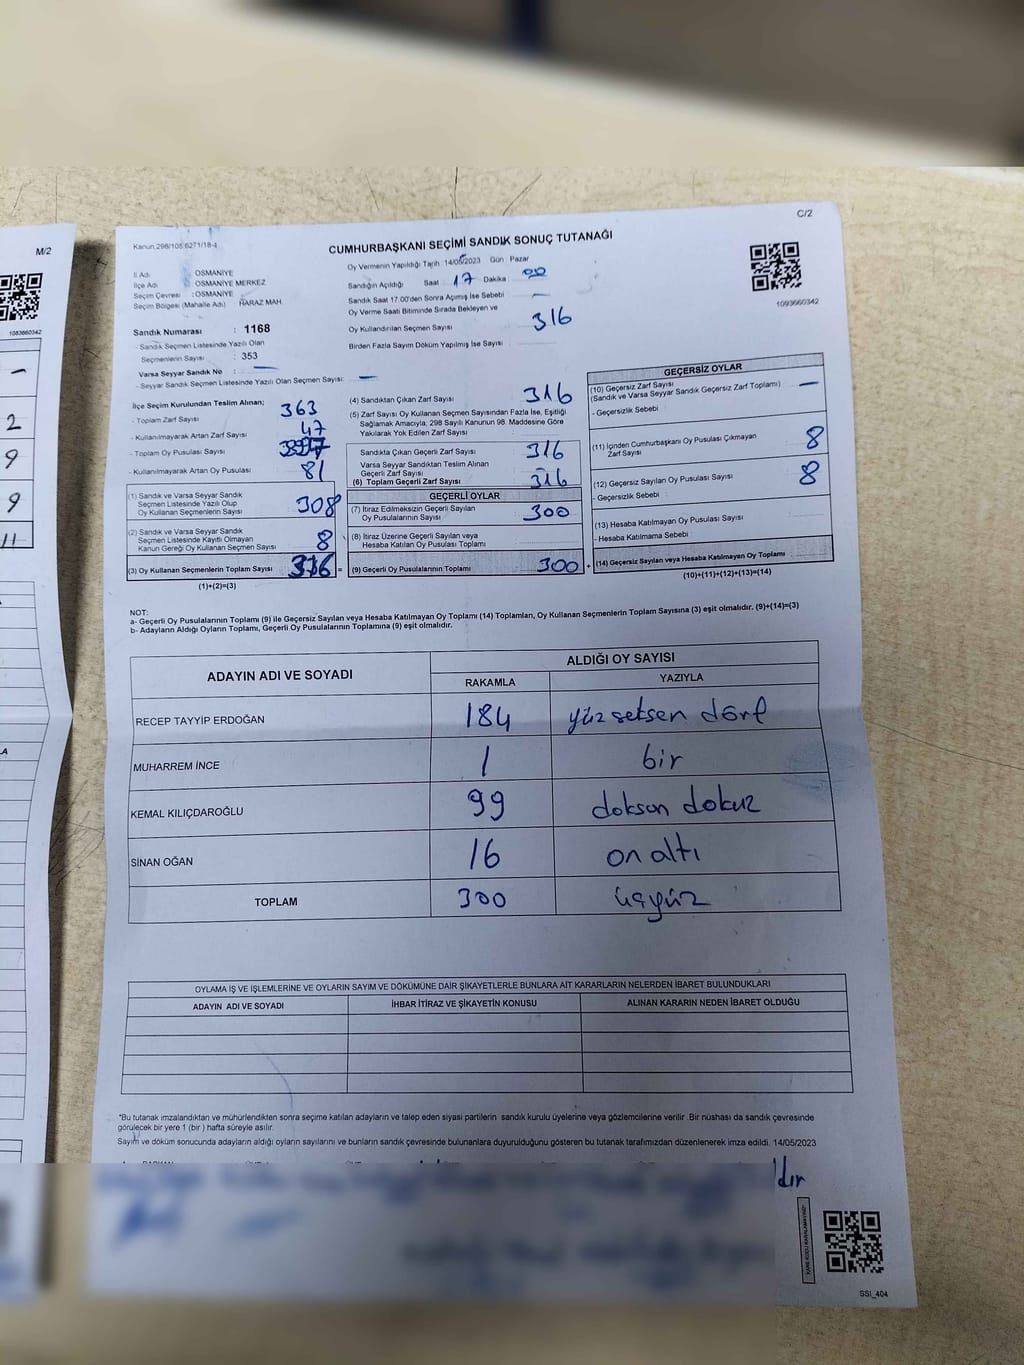 C/2
M/2
Kanun,298/105 6271/18-1
CUMHURBAŞKANI SEÇİMİ SANDIK SONUÇ TUTANAĞI
1083660342
1093660342
İl Adı : OSMANİYE
İlçe Adı : OSMANİYE MERKEZ
Seçim Çevresi : OSMANİYE
Seçim Bölgesi (Mahalle Adı) : HARAZ MAH.
Sandık Numarası : 1168
- Sandık Seçmen Listesinde Yazılı Olan
Seçmenlerin Sayısı : 353
Varsa Seyyar Sandık No —
- Seyyar Sandık Seçmen Listesinde Yazılı Olan Seçmen Sayısı: —
Oy Vermenin Yapıldığı Tarih :14/05/2023 Gün : Pazar
Sandığın Açıldığı Saat 17 Dakika 00
Sandık Saat 17.00'den Sonra Açımış İse Sebebi —
Oy Verme Saati Bitiminde Sırada Bekleyen ve
Oy Kullandırılan Seçmen Sayısı 316
Birden Fazla Sayım Döküm Yapılmış İse Sayısı
İlçe Seçim Kurulundan Teslim Alınan;
- Toplam Zarf Sayısı 363
- Kullanılmayarak Artan Zarf Sayısı 47
- Toplam Oy Pusulası Sayısı
- Kullanılmayarak Artan Oy Pusulası 81
(1) Sandık ve Varsa Seyyar Sandık
Seçmen Listesinde Yazılı Olup
Oy Kullanan Seçmenlerin Sayısı 308
(2) Sandık ve Varsa Seyyar Sandık
Seçmen Listesinde Kayıtlı Olmayan
Kanun Gereği Oy Kullanan Seçmen Sayısı 8
(3) Oy Kullanan Seçmenlerin Toplam Sayısı 316 =
(1)+(2)=(3)
(4) Sandıktan Çıkan Zarf Sayısı 316
(5) Zarf Sayısı Oy Kullanan Seçmen Sayısından Fazla İse, Eşitliği
Sağlamak Amacıyla; 298 Sayılı Kanunun 98. Maddesine Göre
Yakılarak Yok Edilen Zarf Sayısı
Sandıkta Çıkan Geçerli Zarf Sayısı 316
Varsa Seyyar Sandıktan Teslim Alınan
Geçerli Zarf Sayısı
(6) Toplam Geçerli Zarf Sayısı 316
GEÇERLİ OYLAR
(7) İtiraz Edilmeksizin Geçerli Sayılan
Oy Pusulalarının Sayısı 300
(8) İtiraz Üzerine Geçerli Sayılan veya
Hesaba Katılan Oy Pusulası Toplamı
(9) Geçerli Oy Pusulalarının Toplamı 300 +
GEÇERSİZ OYLAR
(10) Geçersiz Zarf Sayısı —
(Sandık ve Varsa Seyyar Sandık Geçersiz Zarf Toplamı)
- Geçersizlik Sebebi
(11) İçinden Cumhurbaşkanı Oy Pusulası Çıkmayan
Zarf Sayısı 8
(12) Geçersiz Sayılan Oy Pusulası Sayısı 8
- Geçersizlik Sebebi
(13) Hesaba Katılmayan Oy Pusulası Sayısı
- Hesaba Katılmama Sebebi
(14) Geçersiz Sayılan veya Hesaba Katılmayan Oy Toplamı
(10)+(11)+(12)+(13)=(14)
NOT:
a- Geçerli Oy Pusulalarının Toplamı (9) ile Geçersiz Sayılan veya Hesaba Katılmayan Oy Toplamı (14) Toplamları, Oy Kullanan Seçmenlerin Toplam Sayısına (3) eşit olmalıdır. (9)+(14)=(3)
b- Adayların Aldığı Oyların Toplamı, Geçerli Oy Pusulalarının Toplamına (9) eşit olmalıdır.
ADAYIN ADI VE SOYADI ALDIĞI OY SAYISI
RAKAMLA YAZIYLA
RECEP TAYYİP ERDOĞAN 184 yüz seksen dört
MUHARREM İNCE 1 bir
KEMAL KILIÇDAROĞLU 99 doksan dokuz
SİNAN OĞAN 16 on altı
TOPLAM 300 üçyüz
OYLAMA İŞ VE İŞLEMLERİNE VE OYLARIN SAYIM VE DÖKÜMÜNE DAİR ŞİKAYETLERLE BUNLARA AİT KARARLARIN NELERDEN İBARET BULUNDUKLARI
ADAYIN ADI VE SOYADI İHBAR İTİRAZ VE ŞİKAYETİN KONUSU ALINAN KARARIN NEDEN İBARET OLDUĞU
*Bu tutanak imzalandıktan ve mühürlendikten sonra seçime katılan adayların ve talep eden siyasi partilerin sandık kurulu üyelerine veya gözlemcilerine verilir. Bir nüshası da sandık çevresinde
görülecek bir yere 1 (bir) hafta süreyle asılır.
Sayım ve döküm sonucunda adayların aldığı oyların sayılarını ve bunların sandık çevresinde bulunanlara duyurulduğunu gösteren bu tutanak tarafımızdan düzenlenerek imza edildi. 14/05/2023
SSI_404